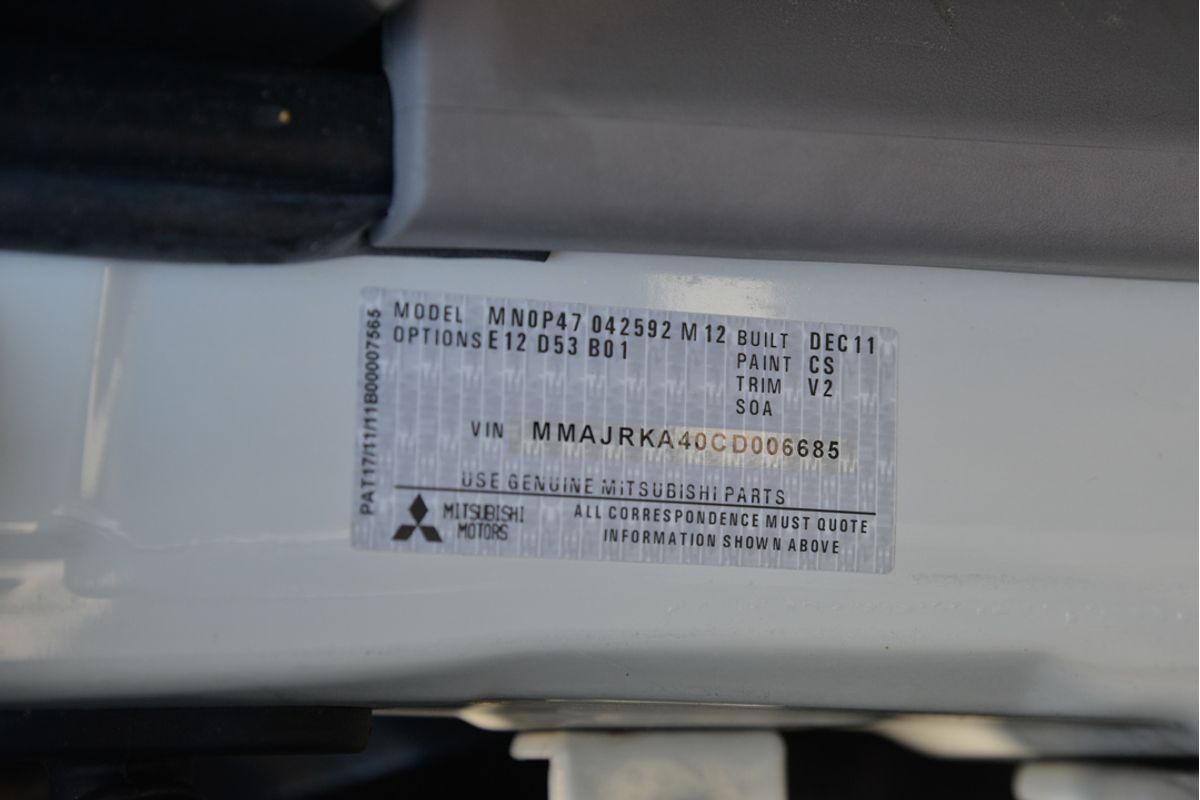 MODEL MN0P47 042592 M12
OPTIONS E12 D53 B01
BUILT DEC11
PAINT CS
TRIM V2
SOA
VIN MMAJRKA40CD006685
USE GENUINE MITSUBISHI PARTS
MITSUBISHI
MOTORS
ALL CORRESPONDENCE MUST QUOTE
INFORMATION SHOWN ABOVE
PAT17/11/11B00007565